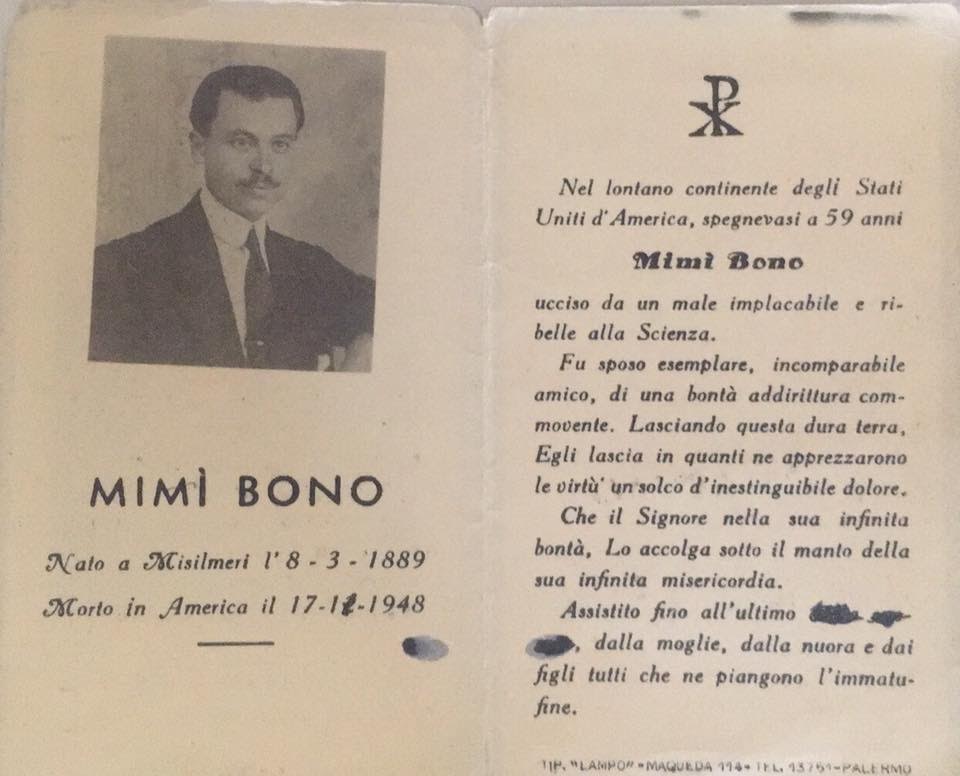 MIMÌ BONO
Nato a Misilmeri l'8 - 3 - 1889
Morto in America il 17-12-1948
Nel lontano continente degli Stati
Uniti d'America, spegnevasi a 59 anni
Mimì Bono
ucciso da un male implacabile e ri-
belle alla Scienza.
Fu sposo esemplare, incomparabile
amico, di una bontà addirittura com-
movente. Lasciando questa dura terra,
Egli lascia in quanti ne apprezzarono
le virtù un solco d'inestinguibile dolore.
Che il Signore nella sua infinita
bontà, Lo accolga sotto il manto della
sua infinita misericordia.
Assistito fino all'ultimo
, dalla moglie, dalla nuora e dai
figli tutti che ne piangono l'immatu-
fine.
TIP. "LAMPO" - MAQUEDA 114 - TEL. 13751 - PALERMO